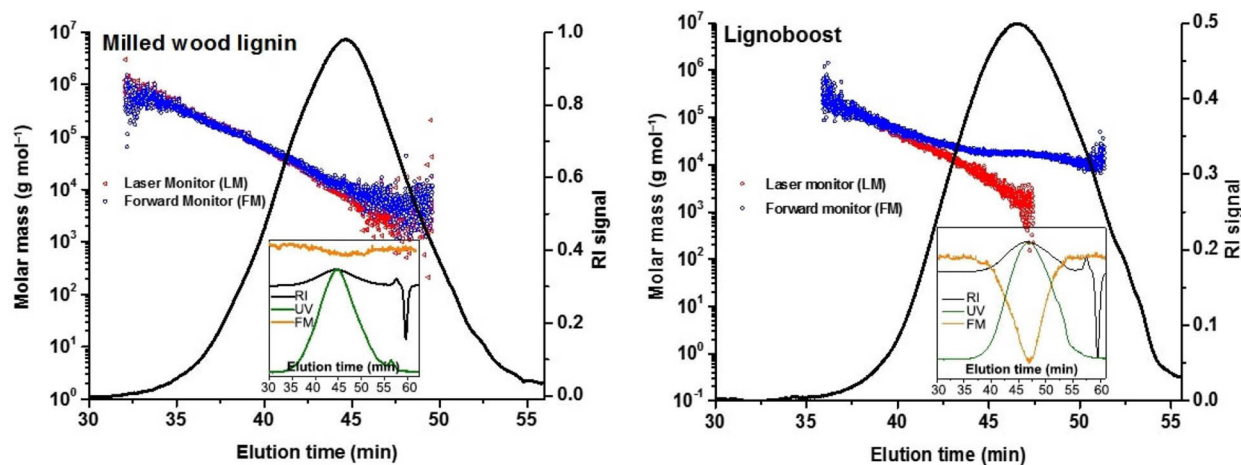 Milled wood lignin
Molar mass (g mol⁻¹)
10⁷
10⁶
10⁵
10⁴
10³
10²
10¹
10⁰
Laser Monitor (LM)
Forward Monitor (FM)
RI
UV
FM
Elution time (min)
30 35 40 45 50 55 60
1.0
0.8
0.6
0.4
0.2
0.0
RI signal
30 35 40 45 50 55
Elution time (min)
Lignoboost
Molar mass (g mol⁻¹)
10⁷
10⁶
10⁵
10⁴
10³
10²
10¹
10⁰
10⁻¹
Laser monitor (LM)
Forward monitor (FM)
RI
UV
FM
Elution time (min)
30 35 40 45 50 55 60
0.5
0.4
0.3
0.2
0.1
0.0
RI signal
30 35 40 45 50 55
Elution time (min)